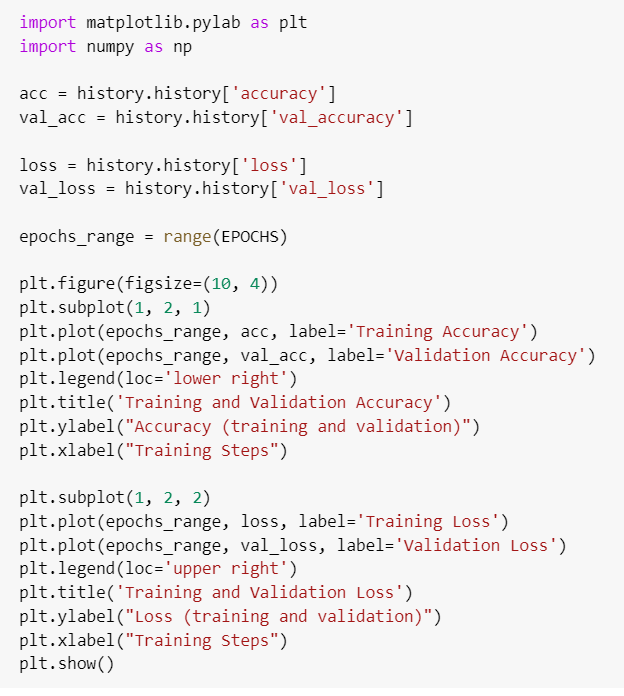 import matplotlib.pylab as plt
import numpy as np
acc = history.history['accuracy']
val_acc = history.history['val_accuracy']
loss = history.history['loss']
val_loss = history.history['val_loss']
epochs_range = range(EPOCHS)
plt.figure(figsize=(10, 4))
plt.subplot(1, 2, 1)
plt.plot(epochs_range, acc, label='Training Accuracy')
plt.plot(epochs_range, val_acc, label='Validation Accuracy')
plt.legend(loc='lower right')
plt.title('Training and Validation Accuracy')
plt.ylabel("Accuracy (training and validation)")
plt.xlabel("Training Steps")
plt.subplot(1, 2, 2)
plt.plot(epochs_range, loss, label='Training Loss')
plt.plot(epochs_range, val_loss, label='Validation Loss')
plt.legend(loc='upper right')
plt.title('Training and Validation Loss')
plt.ylabel("Loss (training and validation)")
plt.xlabel("Training Steps")
plt.show()